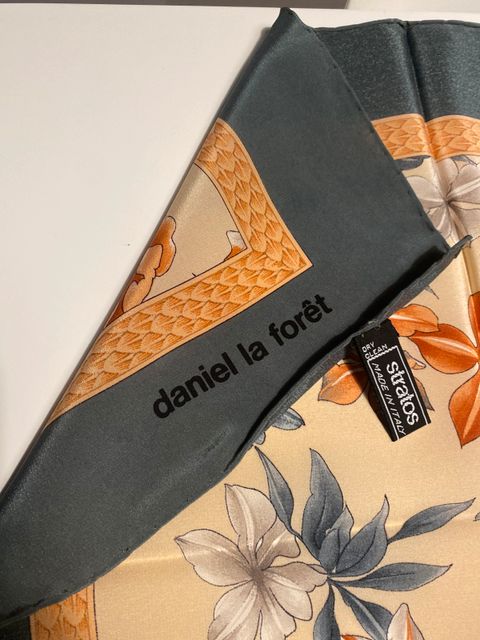 daniel la forêt
DRY
CLEAN
stratos
MADE IN ITALY